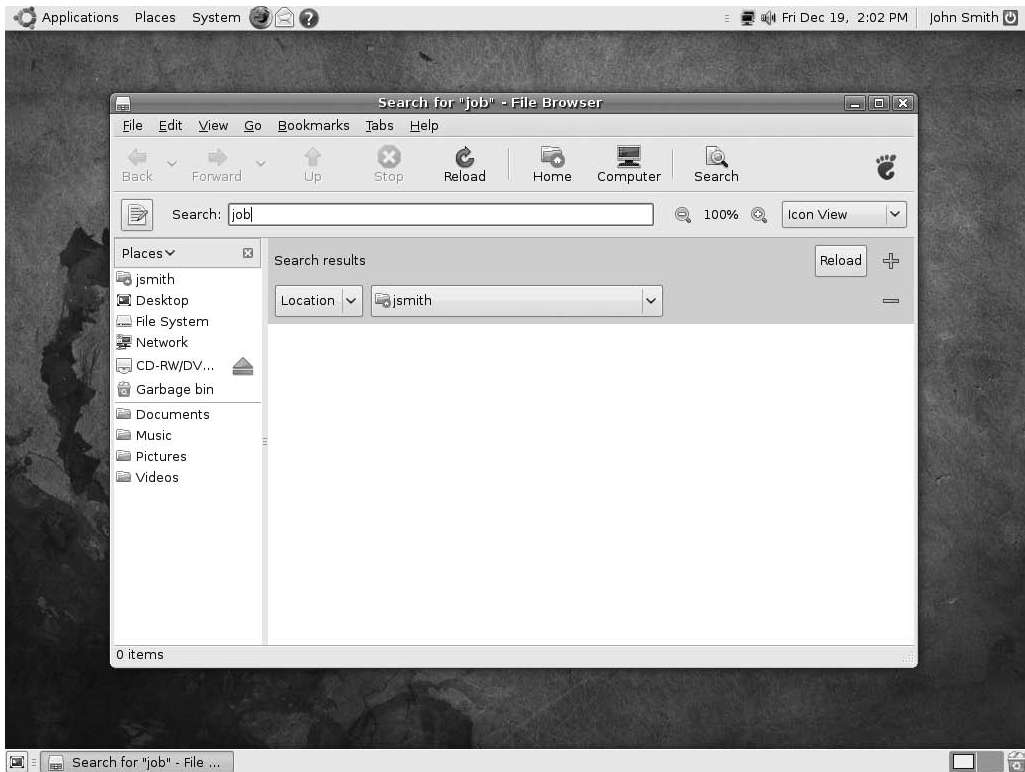 Applications Places System Fri Dec 19, 2:02 PM John Smith
Search for "job" - File Browser
File Edit View Go Bookmarks Tabs Help
Back Forward Up Stop Reload Home Computer Search
Search: job 100% Icon View
Places
Search results Reload
jsmith
Location jsmith
Desktop
File System
Network
CD-RW/DV...
Garbage bin
Documents
Music
Pictures
Videos
0 items
Search for "job" - File ...